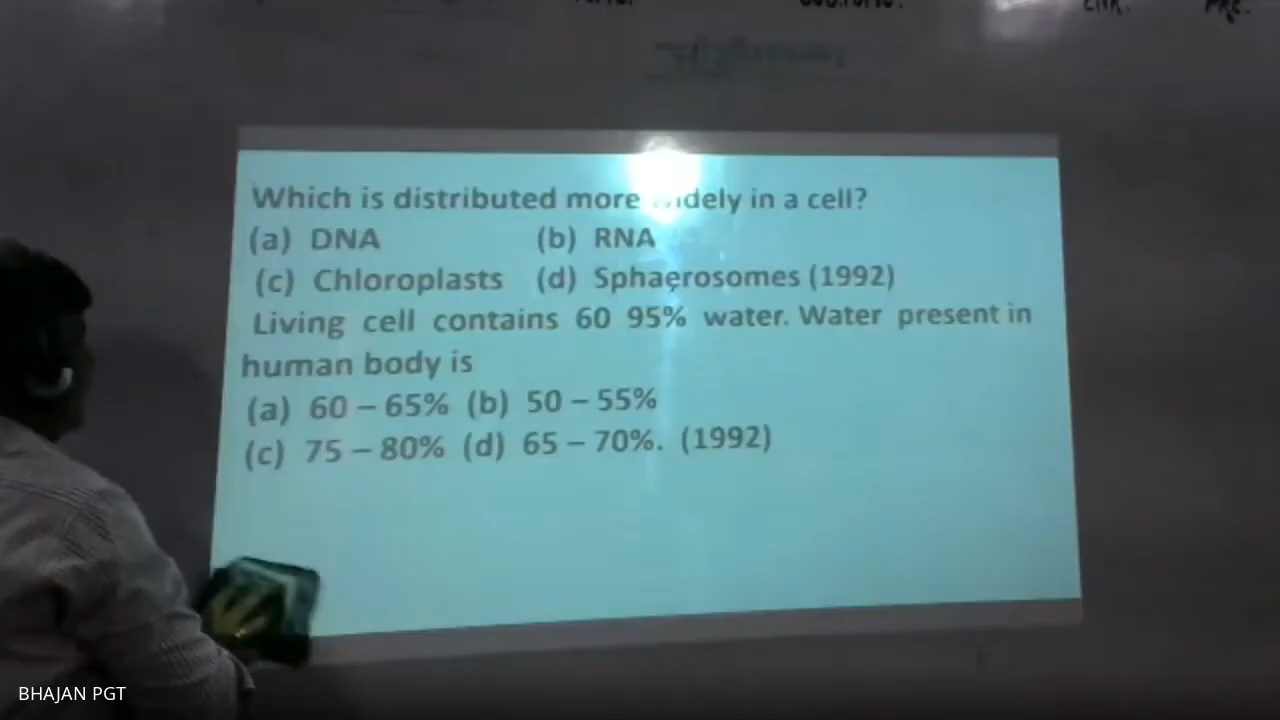 Which is distributed more widely in a cell?
(a) DNA (b) RNA
(c) Chloroplasts (d) Sphaerosomes (1992)
Living cell contains 60 95% water. Water present in
human body is
(a) 60 – 65% (b) 50 – 55%
(c) 75 – 80% (d) 65 – 70%. (1992)
BHAJAN PGT